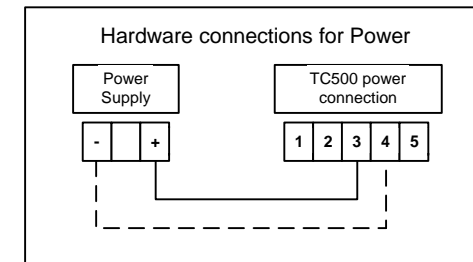 Hardware connections for Power
Power
Supply
TC500 power
connection
- +
1 2 3 4 5